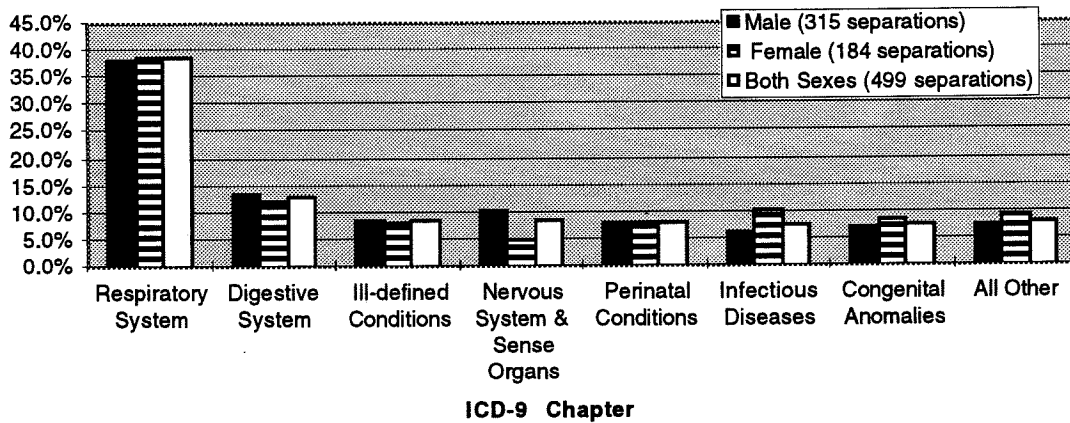 45.0%
40.0%
35.0%
30.0%
25.0%
20.0%
15.0%
10.0%
5.0%
0.0%
Male (315 separations)
Female (184 separations)
Both Sexes (499 separations)
Respiratory
System
Digestive
System
Ill-defined
Conditions
Nervous
System &
Sense
Organs
Perinatal
Conditions
Infectious
Diseases
Congenital
Anomalies
All Other
ICD-9 Chapter